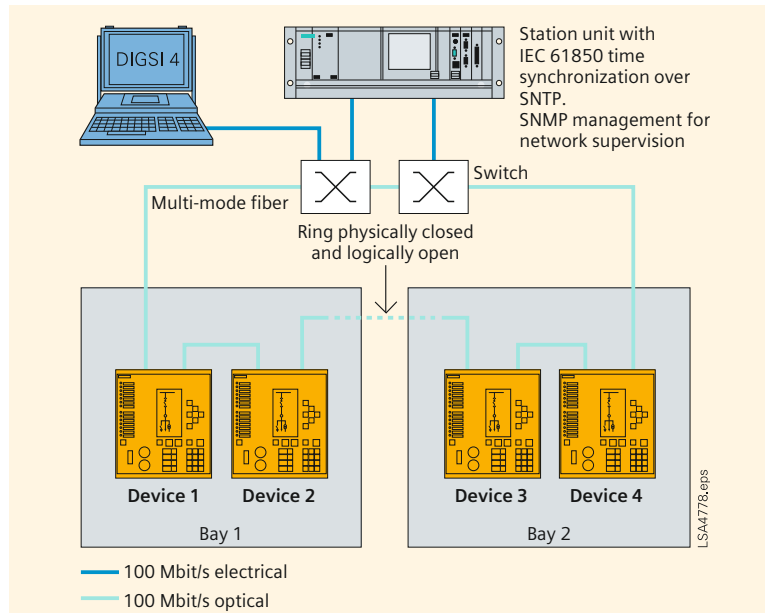 DIGSI 4
Station unit with
IEC 61850 time
synchronization over
SNTP.
SNMP management for
network supervision
Switch
Multi-mode fiber
Ring physically closed
and logically open
Device 1
Device 2
Device 3
Device 4
Bay 1
Bay 2
LSA4778.eps
100 Mbit/s electrical
100 Mbit/s optical